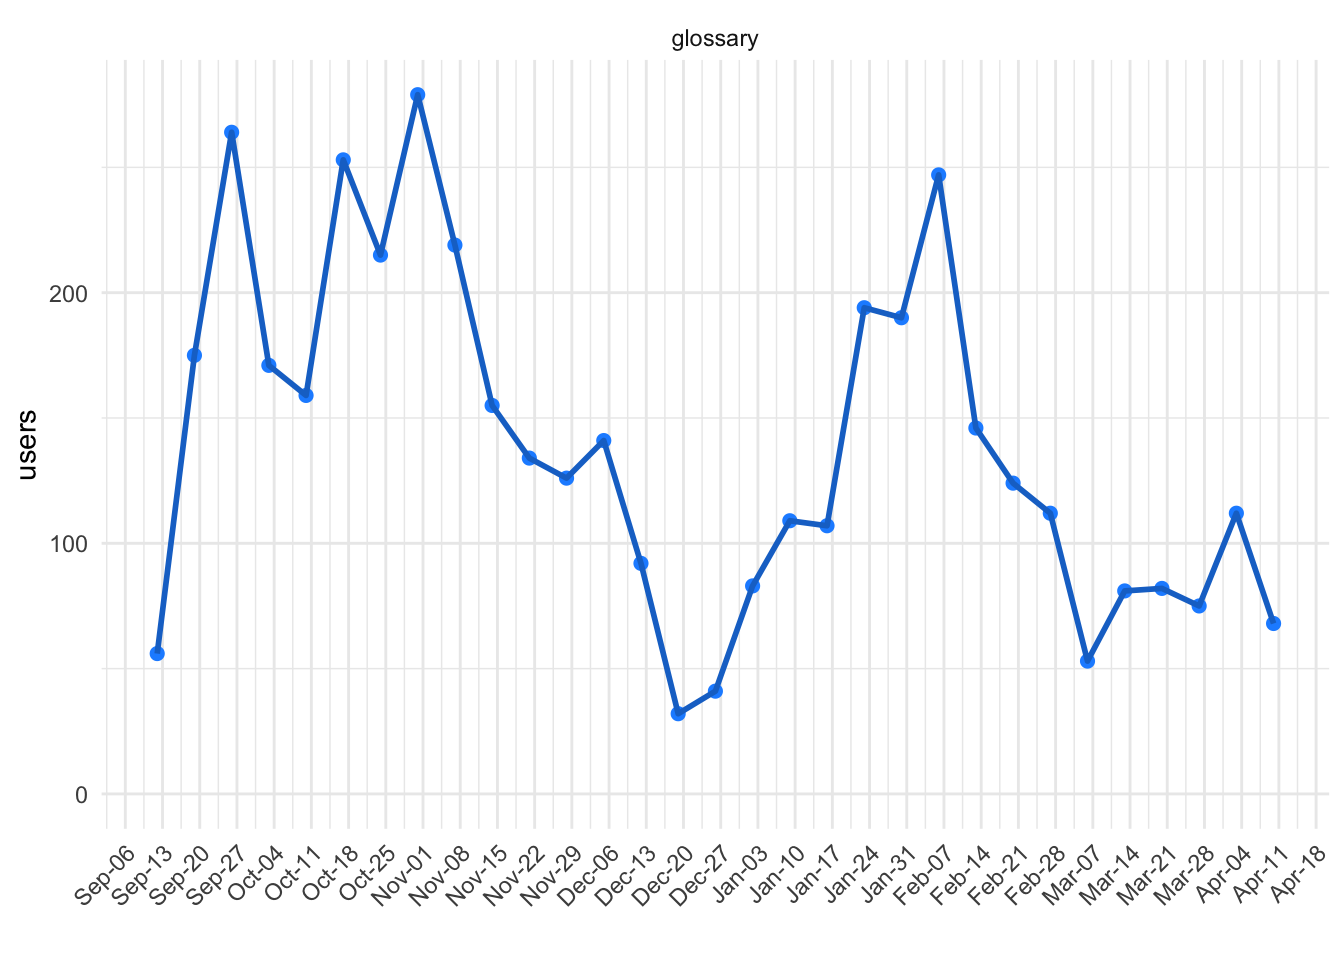 glossary
users
200
100
0
Sep-06
Sep-13
Sep-20
Sep-27
Oct-04
Oct-11
Oct-18
Oct-25
Nov-01
Nov-08
Nov-15
Nov-22
Nov-29
Dec-06
Dec-13
Dec-20
Dec-27
Jan-03
Jan-10
Jan-17
Jan-24
Jan-31
Feb-07
Feb-14
Feb-21
Feb-28
Mar-07
Mar-14
Mar-21
Mar-28
Apr-04
Apr-11
Apr-18